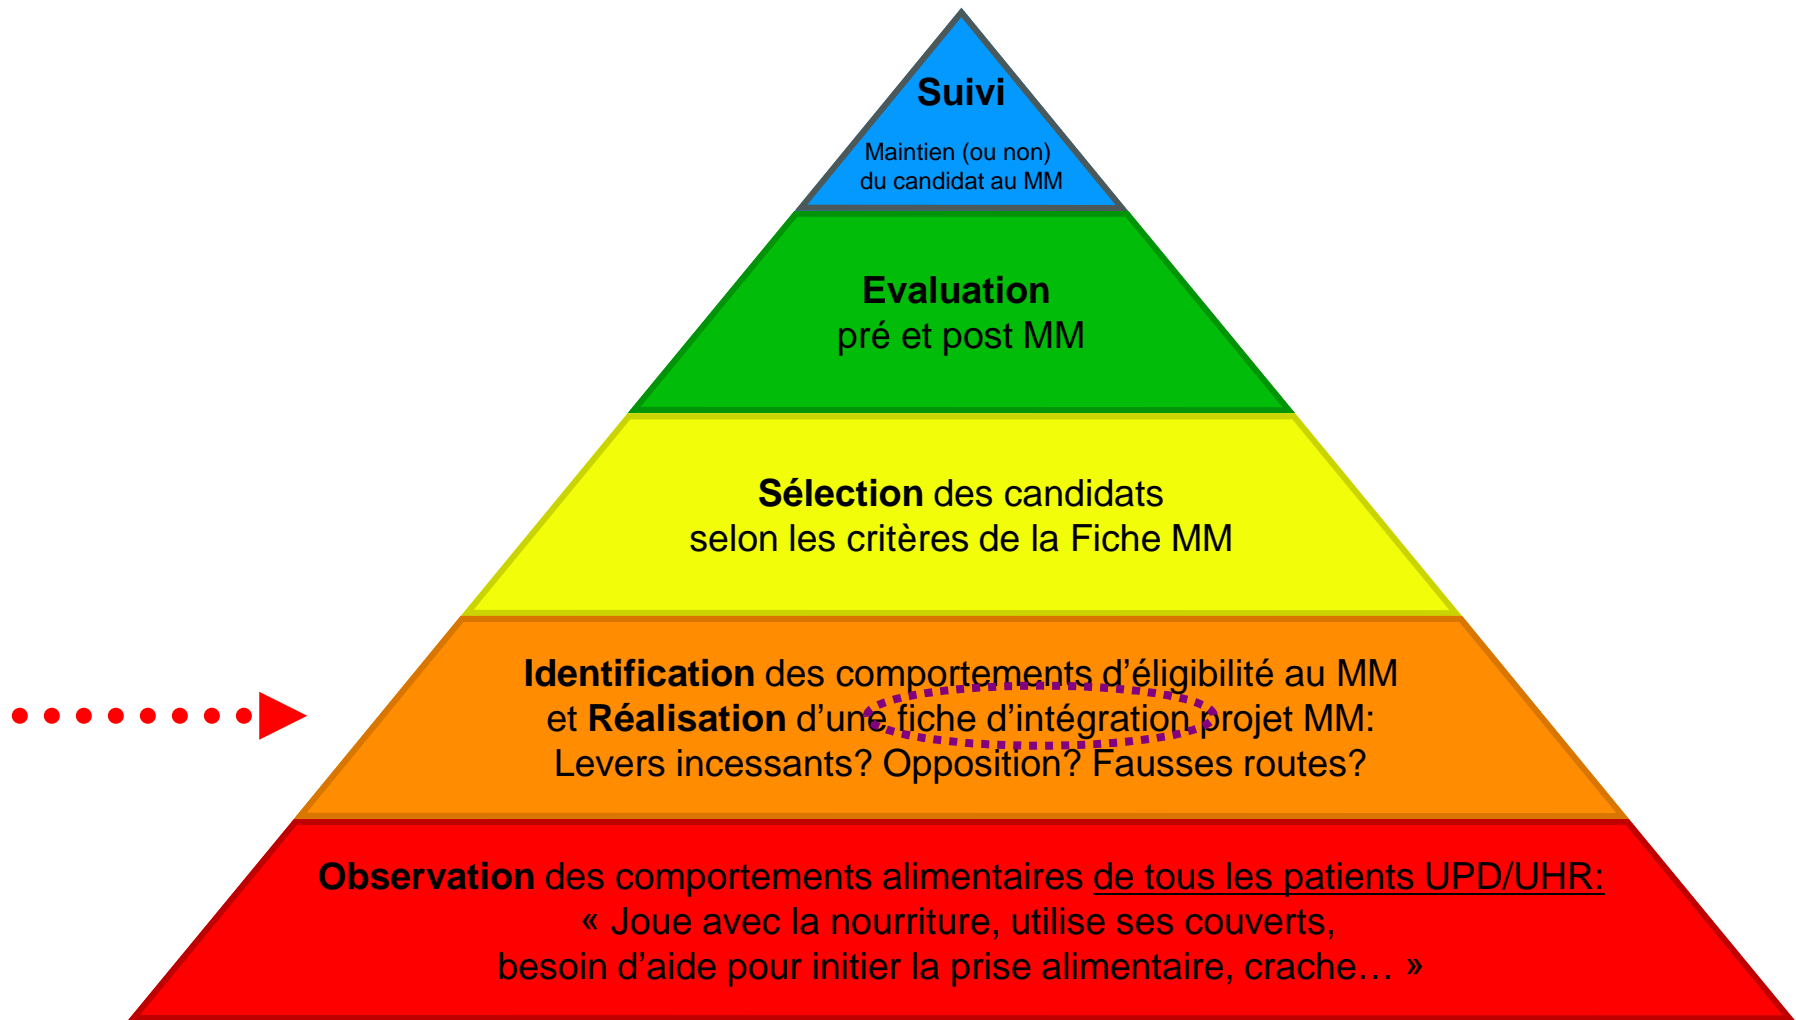 Suivi
Maintien (ou non)
du candidat au MM
Evaluation
pré et post MM
Sélection des candidats
selon les critères de la Fiche MM
Identification des comportements d’éligibilité au MM
et Réalisation d’une fiche d’intégration projet MM:
Levers incessants? Opposition? Fausses routes?
Observation des comportements alimentaires de tous les patients UPD/UHR:
« Joue avec la nourriture, utilise ses couverts,
besoin d’aide pour initier la prise alimentaire, crache… »